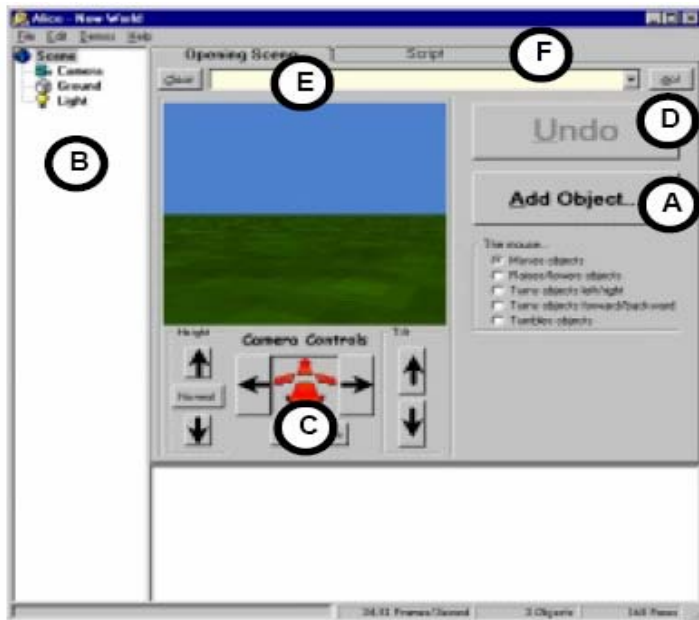 Alice - New World
File Edit Demos Help
Scene
Camera
Ground
Light
Opening Scene
Script
F
Clear
E
D
B
Undo
Add Object...
A
The mouse...
Moves objects
Raises/lowers objects
Turns objects left/right
Turns objects forward/backward
Tumbles objects
Height
Camera Controls
Tilt
Normal
C
Frames/Second
3 Objects